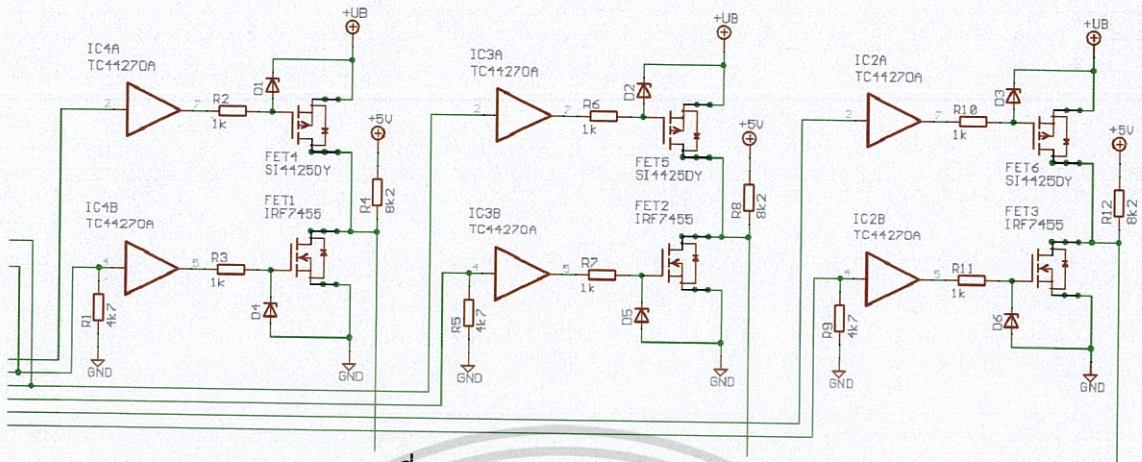 +UB
IC4A
TC44270A
2
7
R2
1k
D1
FET4
SI4425DY
+5V
R4
8k2
IC4B
TC44270A
4
5
R3
1k
R1
4k7
D4
FET1
IRF7455
GND
GND
+UB
IC3A
TC44270A
2
7
R6
1k
D2
FET5
SI4425DY
+5V
R8
8k2
IC3B
TC44270A
4
5
R7
1k
R5
4k7
D5
FET2
IRF7455
GND
GND
+UB
IC2A
TC44270A
2
7
R10
1k
D3
FET6
SI4425DY
+5V
R12
8k2
IC2B
TC44270A
4
5
R11
1k
R9
4k7
D6
FET3
IRF7455
GND
GND